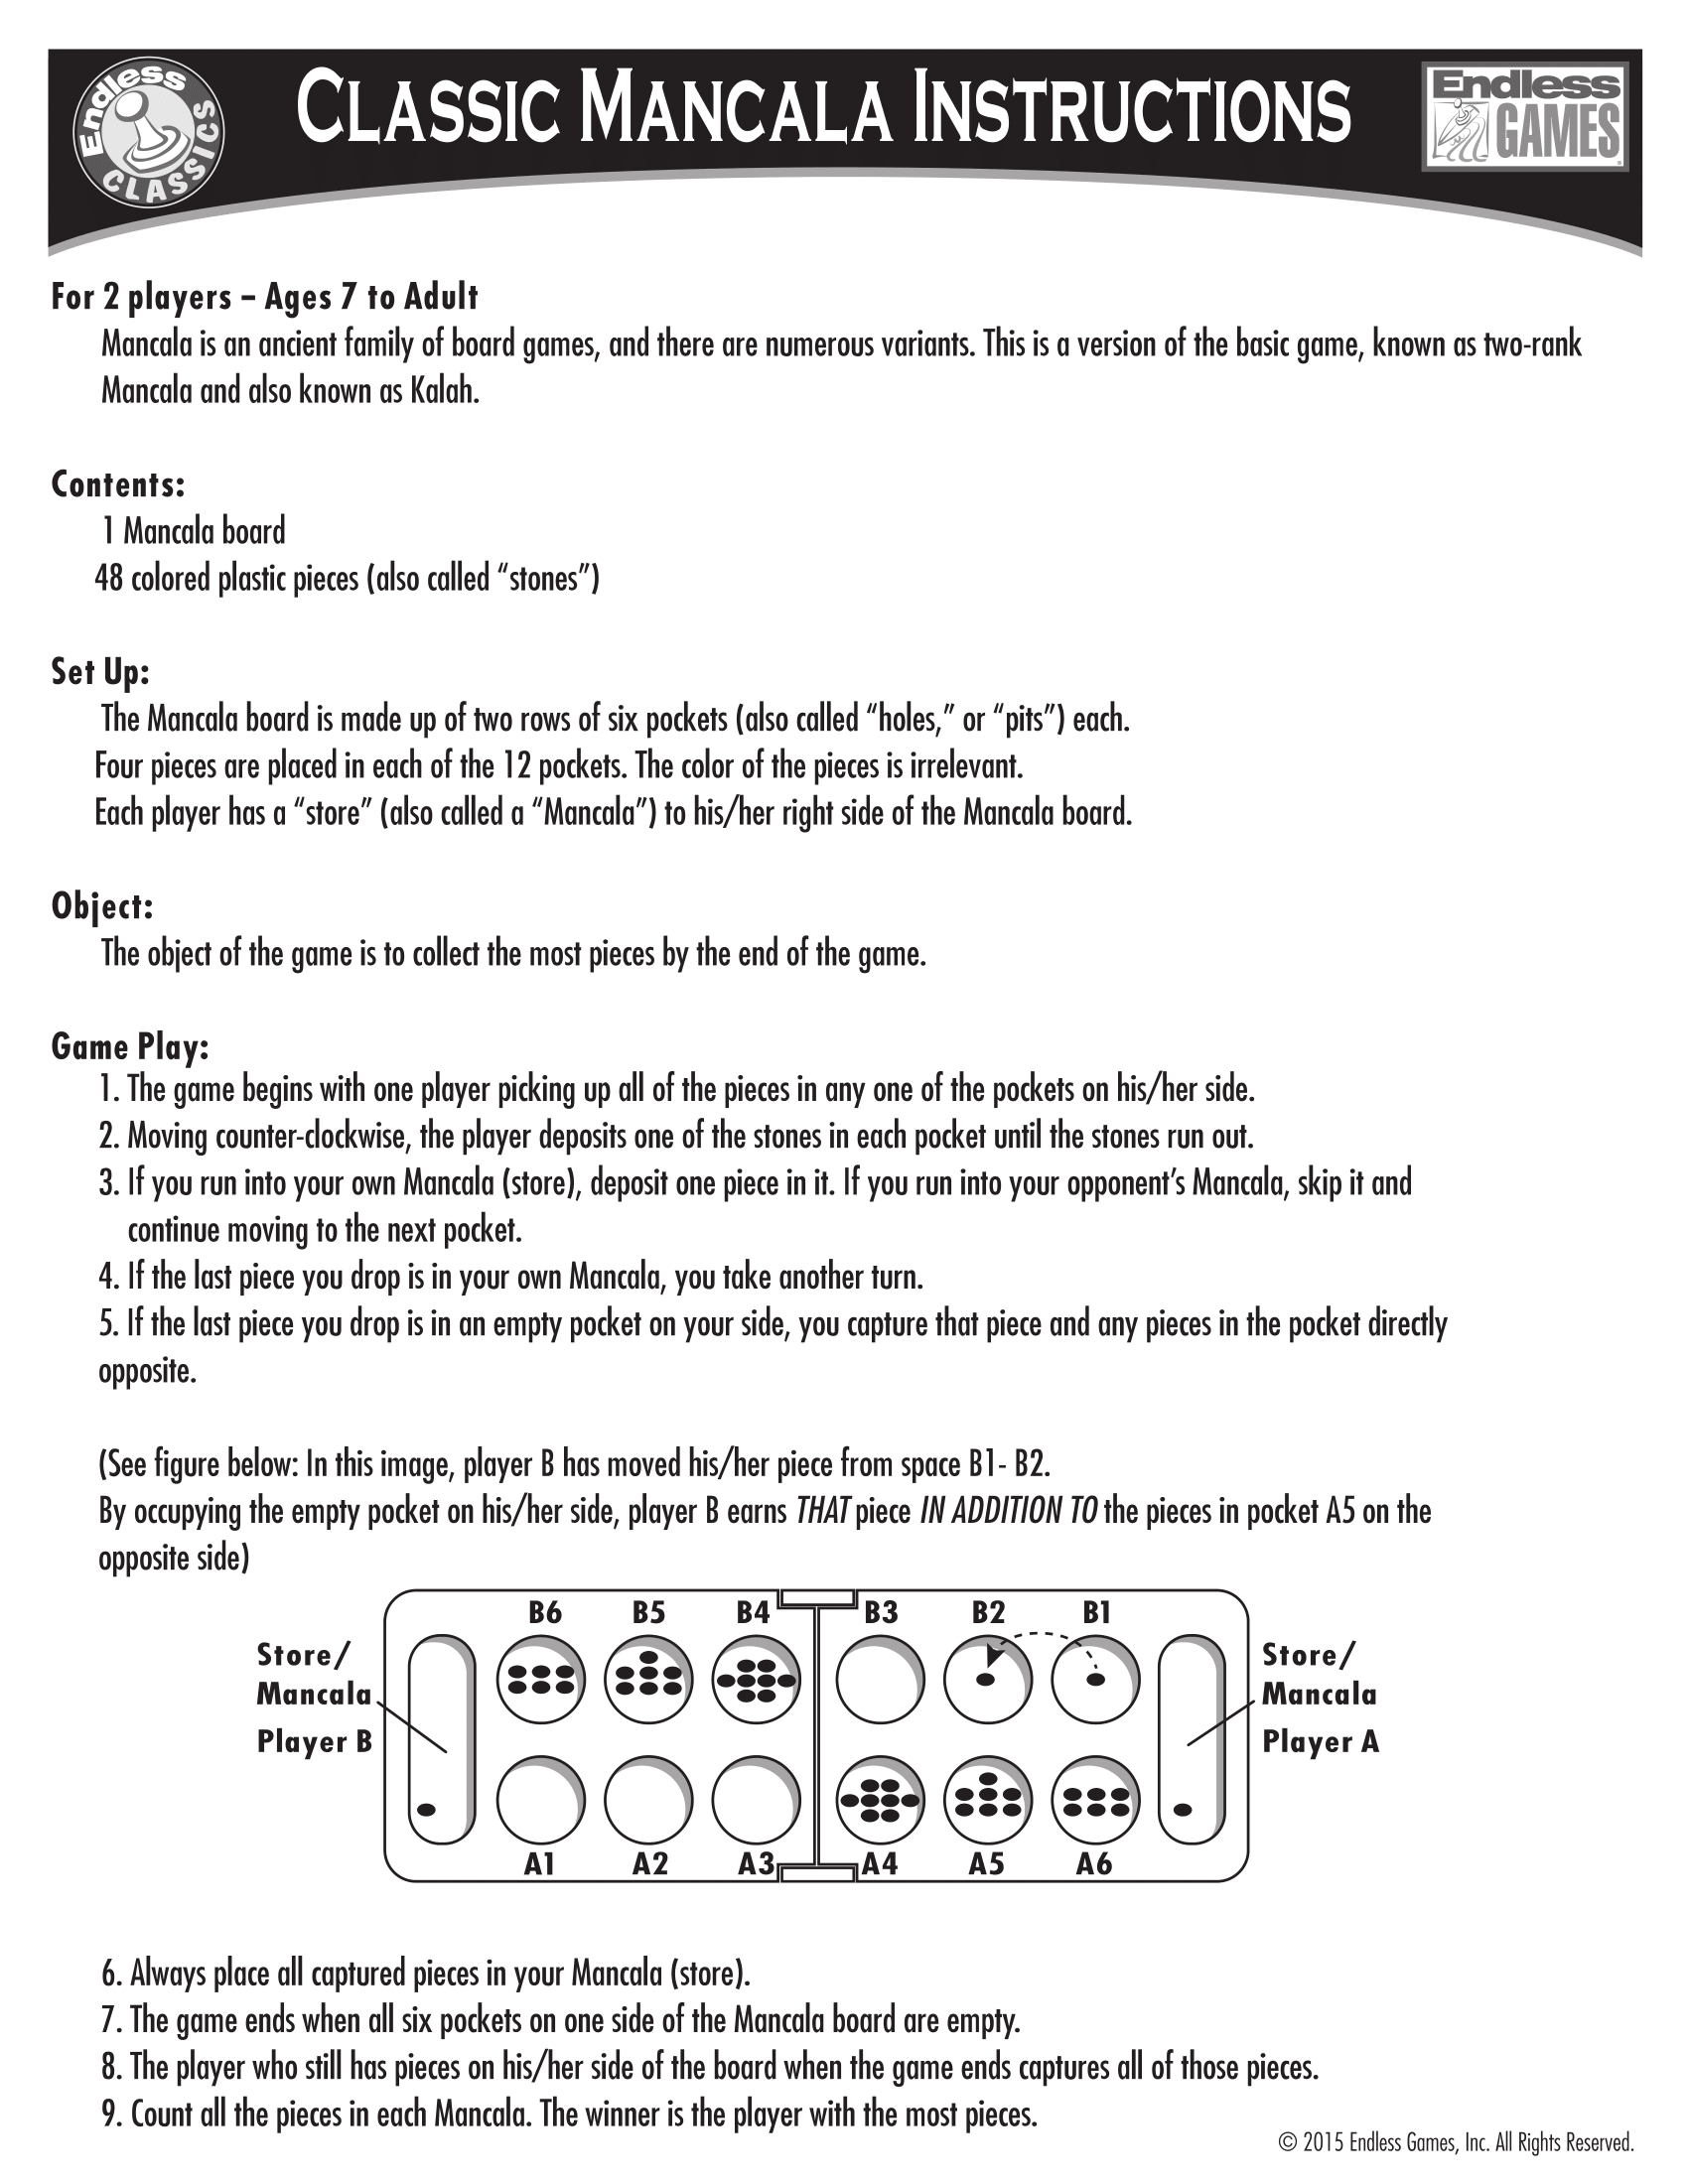 Endless
CLASSICS
CLASSIC MANCALA INSTRUCTIONS
Endless
GAMES
For 2 players – Ages 7 to Adult
Mancala is an ancient family of board games, and there are numerous variants. This is a version of the basic game, known as two-rank
Mancala and also known as Kalah.
Contents:
1 Mancala board
48 colored plastic pieces (also called “stones”)
Set Up:
The Mancala board is made up of two rows of six pockets (also called “holes,” or “pits”) each.
Four pieces are placed in each of the 12 pockets. The color of the pieces is irrelevant.
Each player has a “store” (also called a “Mancala”) to his/her right side of the Mancala board.
Object:
The object of the game is to collect the most pieces by the end of the game.
Game Play:
1. The game begins with one player picking up all of the pieces in any one of the pockets on his/her side.
2. Moving counter-clockwise, the player deposits one of the stones in each pocket until the stones run out.
3. If you run into your own Mancala (store), deposit one piece in it. If you run into your opponent’s Mancala, skip it and
continue moving to the next pocket.
4. If the last piece you drop is in your own Mancala, you take another turn.
5. If the last piece you drop is in an empty pocket on your side, you capture that piece and any pieces in the pocket directly
opposite.
(See figure below: In this image, player B has moved his/her piece from space B1- B2.
By occupying the empty pocket on his/her side, player B earns THAT piece IN ADDITION TO the pieces in pocket A5 on the
opposite side)
B6 B5 B4 B3 B2 B1
Store/
Mancala
Player B
Store/
Mancala
Player A
A1 A2 A3 A4 A5 A6
6. Always place all captured pieces in your Mancala (store).
7. The game ends when all six pockets on one side of the Mancala board are empty.
8. The player who still has pieces on his/her side of the board when the game ends captures all of those pieces.
9. Count all the pieces in each Mancala. The winner is the player with the most pieces.
© 2015 Endless Games, Inc. All Rights Reserved.